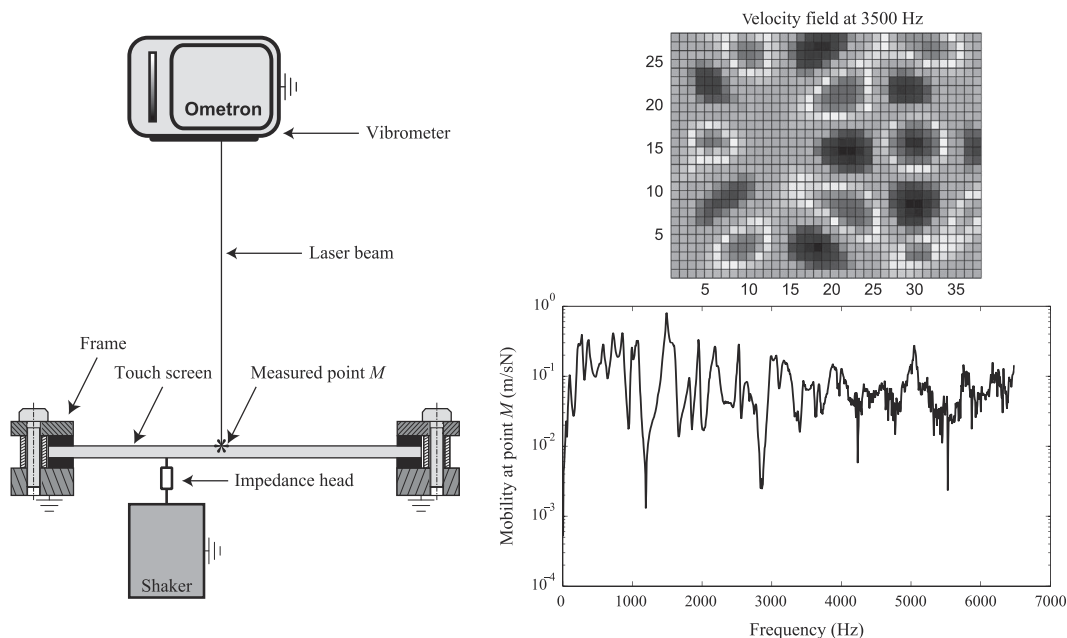 Ometron
Vibrometer
Laser beam
Frame
Touch screen
Measured point M
Impedance head
Shaker
Velocity field at 3500 Hz
25
20
15
10
5
5 10 15 20 25 30 35
10⁰
10⁻¹
10⁻²
10⁻³
10⁻⁴
Mobility at point M (m/sN)
0 1000 2000 3000 4000 5000 6000 7000
Frequency (Hz)